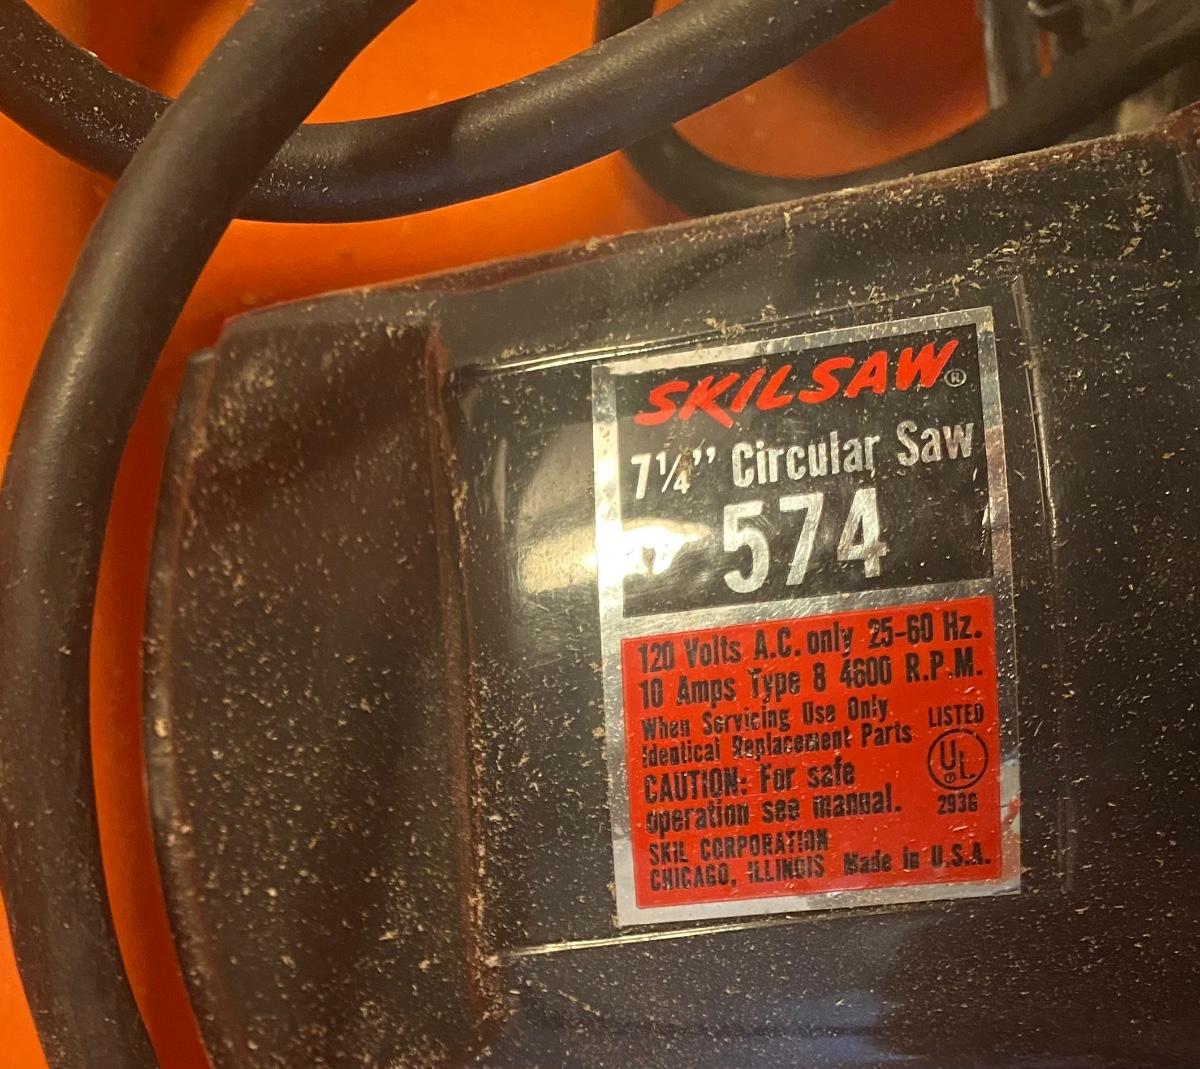 SKILSAW®
7¼" Circular Saw
574
120 Volts A.C. only 25-60 Hz.
10 Amps Type 8 4600 R.P.M.
When Servicing Use Only
Identical Replacement Parts
CAUTION: For safe
operation see manual.
LISTED
UL
®
293G
SKIL CORPORATION
CHICAGO, ILLINOIS Made in U.S.A.